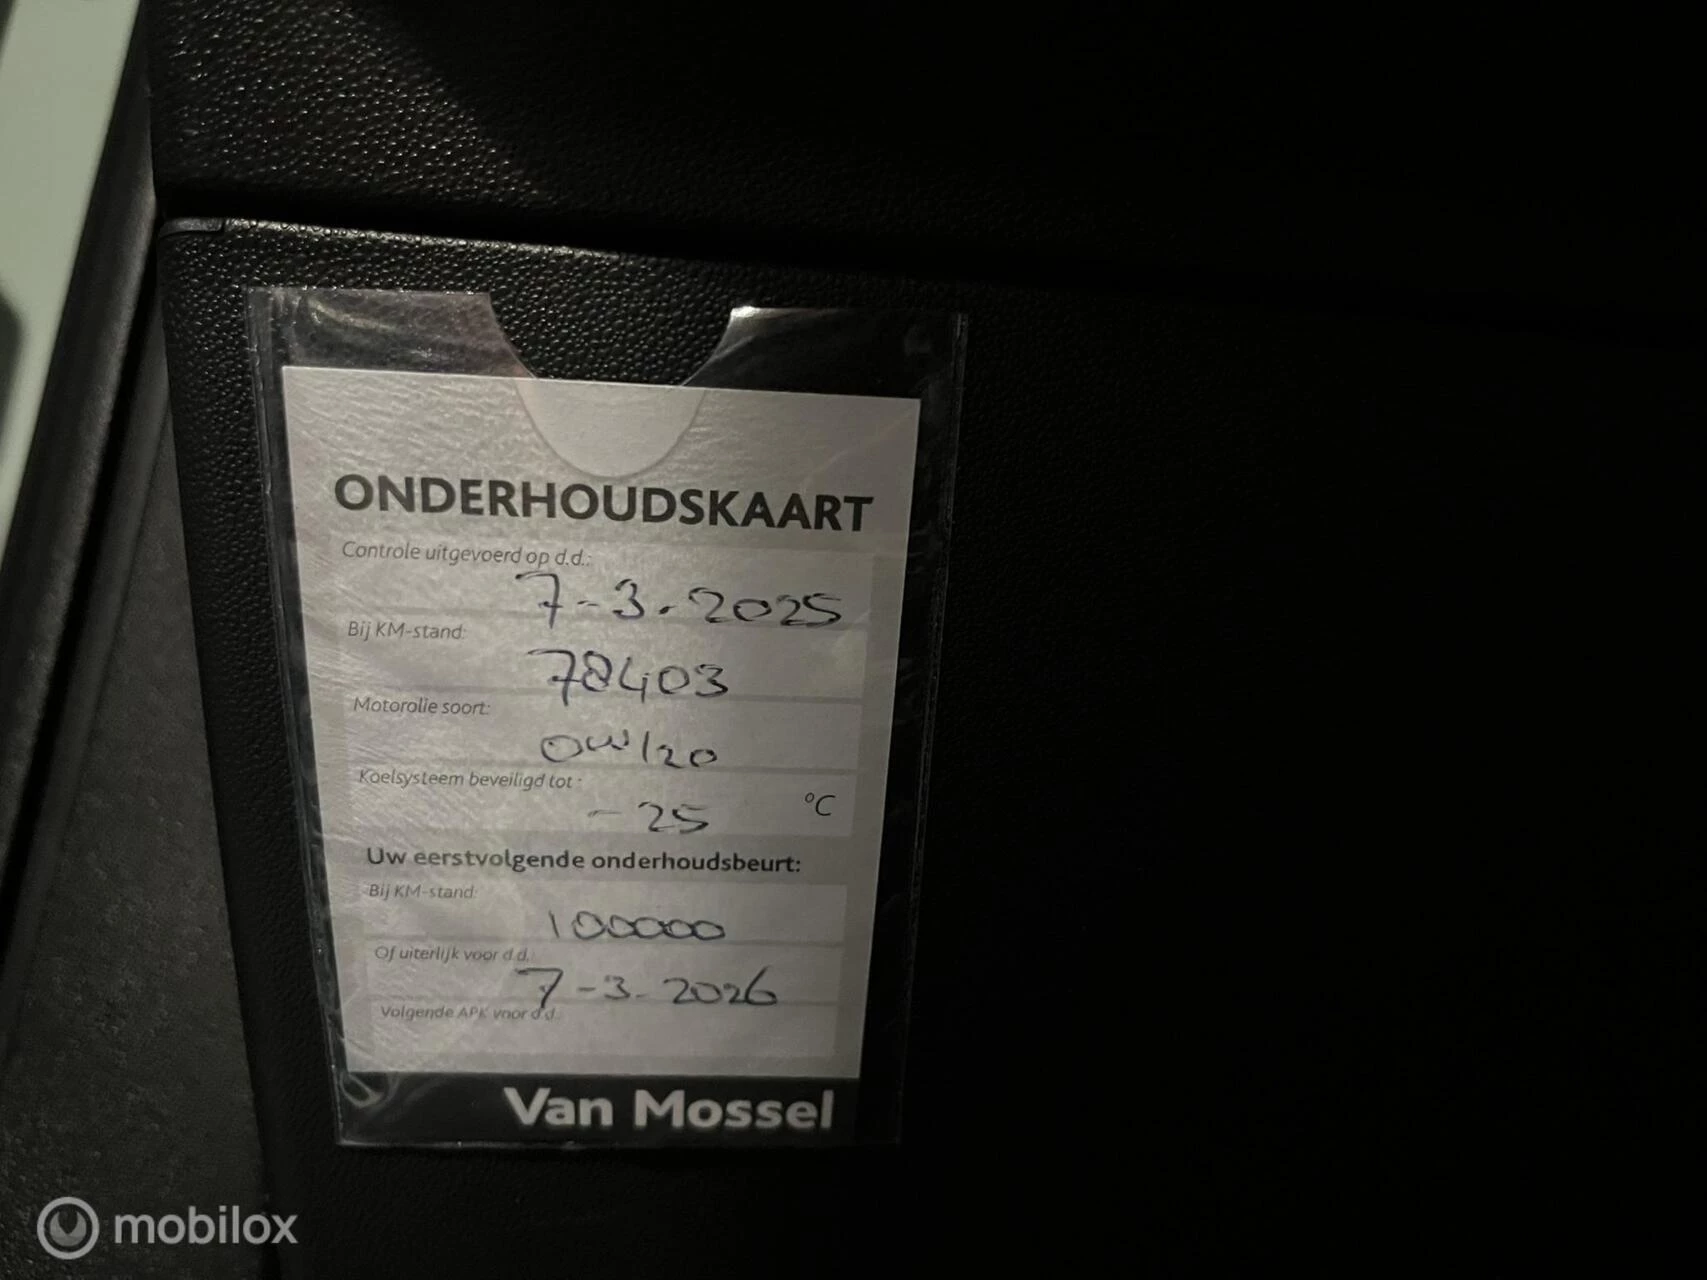 ONDERHOUDSKAART
Controle uitgevoerd op d.d.:
7-3-2025
Bij KM-stand:
78403
Motorolie soort:
0W/20
Koelsysteem beveiligd tot :
-25 °C
Uw eerstvolgende onderhoudsbeurt:
Bij KM-stand:
100000
Of uiterlijk voor d.d.:
7-3-2026
Volgende APK voor d.d.:
Van Mossel
mobilox